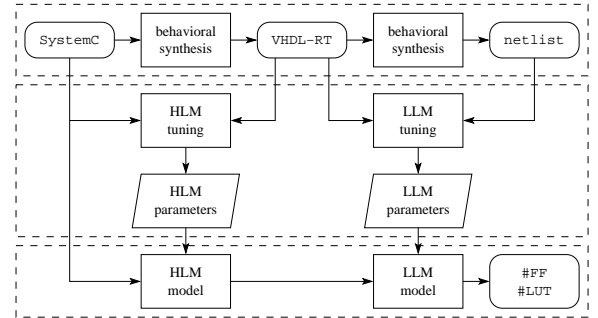 SystemC
behavioral
synthesis
VHDL-RT
behavioral
synthesis
netlist
HLM
tuning
LLM
tuning
HLM
parameters
LLM
parameters
HLM
model
LLM
model
#FF
#LUT